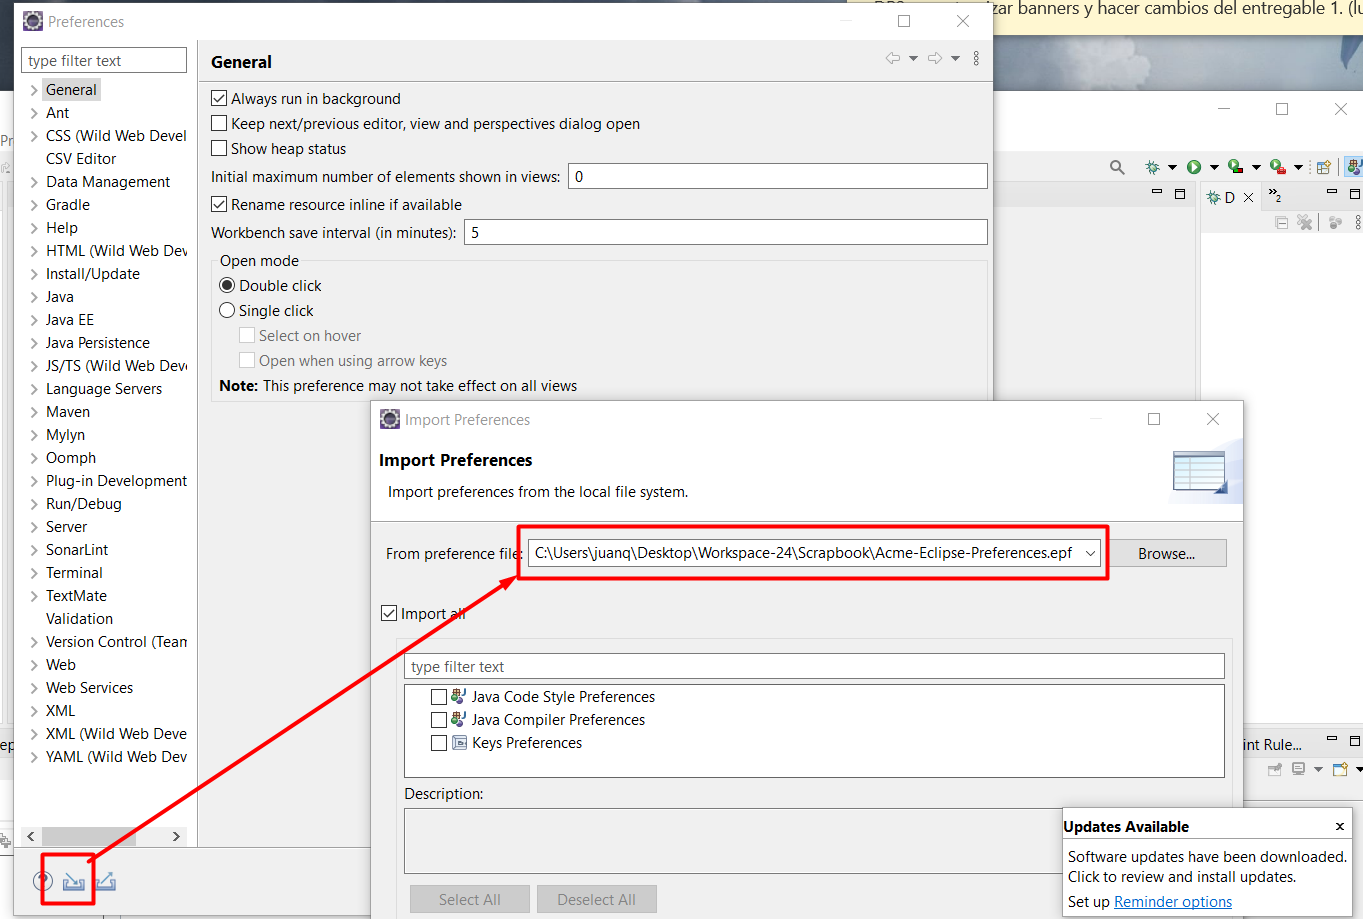 Preferences
zar banners y hacer cambios del entregable 1. (lu
type filter text
General
Ant
CSS (Wild Web Devel
CSV Editor
Data Management
Gradle
Help
HTML (Wild Web Dev
Install/Update
Java
Java EE
Java Persistence
JS/TS (Wild Web Deve
Language Servers
Maven
Mylyn
Oomph
Plug-in Development
Run/Debug
Server
SonarLint
Terminal
TextMate
Validation
Version Control (Team
Web
Web Services
XML
XML (Wild Web Deve
YAML (Wild Web Dev
General
Always run in background
Keep next/previous editor, view and perspectives dialog open
Show heap status
Initial maximum number of elements shown in views: 0
Rename resource inline if available
Workbench save interval (in minutes): 5
Open mode
Double click
Single click
Select on hover
Open when using arrow keys
Note: This preference may not take effect on all views
Pr
D
2
Import Preferences
Import Preferences
Import preferences from the local file system.
From preference file: C:\Users\juanq\Desktop\Workspace-24\Scrapbook\Acme-Eclipse-Preferences.epf Browse...
Import all
type filter text
Java Code Style Preferences
Java Compiler Preferences
Keys Preferences
Description:
Select All Deselect All
ep
int Rule...
Updates Available x
Software updates have been downloaded.
Click to review and install updates.
Set up Reminder options